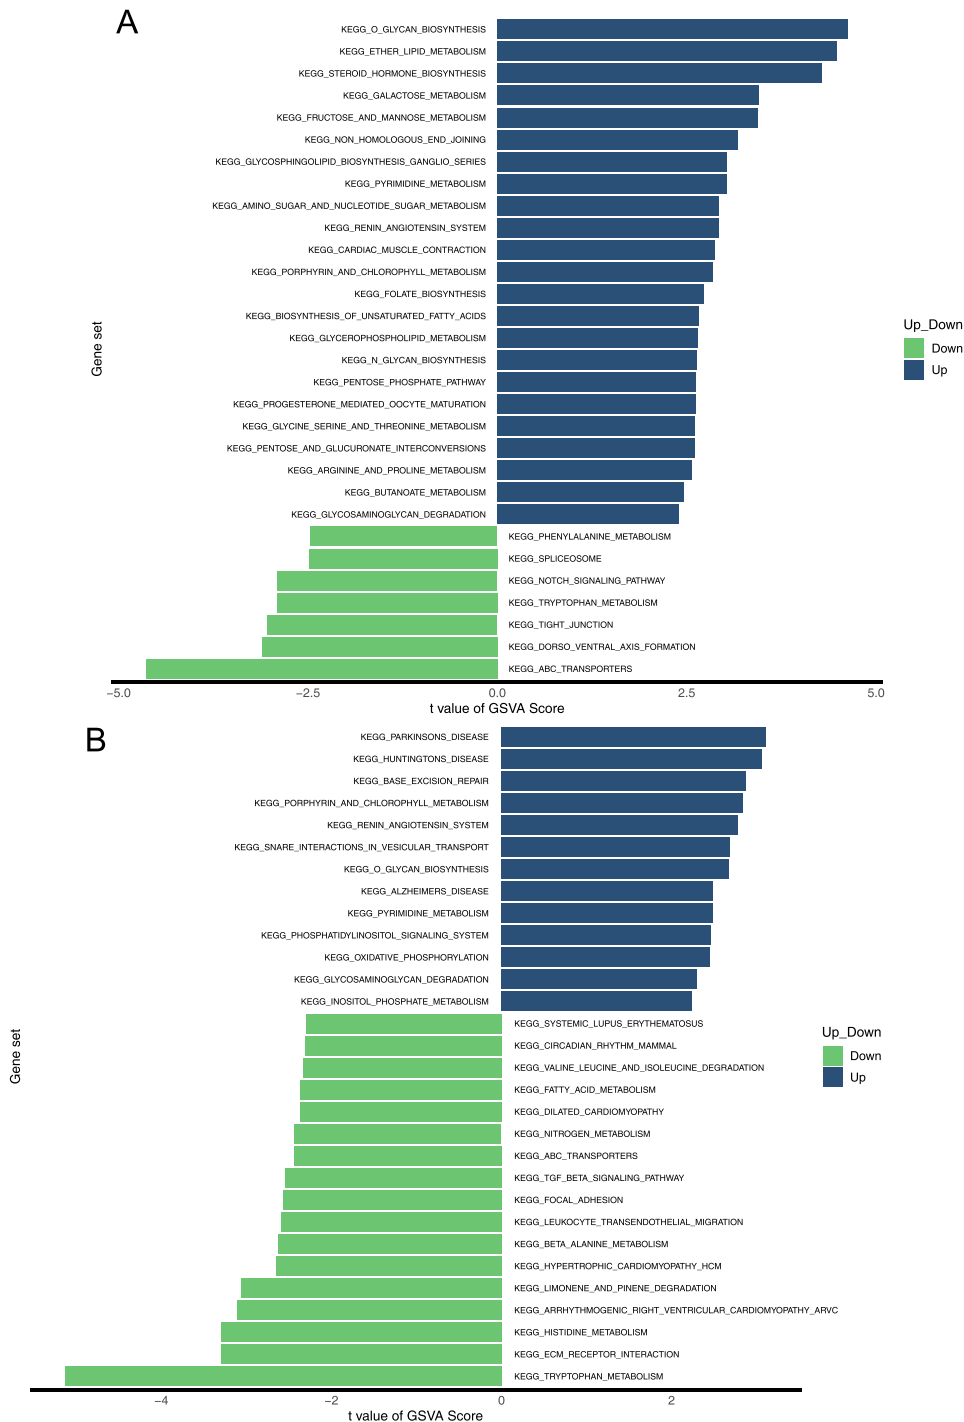 A
KEGG_O_GLYCAN_BIOSYNTHESIS
KEGG_ETHER_LIPID_METABOLISM
KEGG_STEROID_HORMONE_BIOSYNTHESIS
KEGG_GALACTOSE_METABOLISM
KEGG_FRUCTOSE_AND_MANNOSE_METABOLISM
KEGG_NON_HOMOLOGOUS_END_JOINING
KEGG_GLYCOSPHINGOLIPID_BIOSYNTHESIS_GANGLIO_SERIES
KEGG_PYRIMIDINE_METABOLISM
KEGG_AMINO_SUGAR_AND_NUCLEOTIDE_SUGAR_METABOLISM
KEGG_RENIN_ANGIOTENSIN_SYSTEM
KEGG_CARDIAC_MUSCLE_CONTRACTION
KEGG_PORPHYRIN_AND_CHLOROPHYLL_METABOLISM
KEGG_FOLATE_BIOSYNTHESIS
KEGG_BIOSYNTHESIS_OF_UNSATURATED_FATTY_ACIDS
KEGG_GLYCEROPHOSPHOLIPID_METABOLISM
KEGG_N_GLYCAN_BIOSYNTHESIS
KEGG_PENTOSE_PHOSPHATE_PATHWAY
KEGG_PROGESTERONE_MEDIATED_OOCYTE_MATURATION
KEGG_GLYCINE_SERINE_AND_THREONINE_METABOLISM
KEGG_PENTOSE_AND_GLUCURONATE_INTERCONVERSIONS
KEGG_ARGININE_AND_PROLINE_METABOLISM
KEGG_BUTANOATE_METABOLISM
KEGG_GLYCOSAMINOGLYCAN_DEGRADATION
KEGG_PHENYLALANINE_METABOLISM
KEGG_SPLICEOSOME
KEGG_NOTCH_SIGNALING_PATHWAY
KEGG_TRYPTOPHAN_METABOLISM
KEGG_TIGHT_JUNCTION
KEGG_DORSO_VENTRAL_AXIS_FORMATION
KEGG_ABC_TRANSPORTERS
Gene set
−5.0 −2.5 0.0 2.5 5.0
t value of GSVA Score
Up_Down
Down
Up
B
KEGG_PARKINSONS_DISEASE
KEGG_HUNTINGTONS_DISEASE
KEGG_BASE_EXCISION_REPAIR
KEGG_PORPHYRIN_AND_CHLOROPHYLL_METABOLISM
KEGG_RENIN_ANGIOTENSIN_SYSTEM
KEGG_SNARE_INTERACTIONS_IN_VESICULAR_TRANSPORT
KEGG_O_GLYCAN_BIOSYNTHESIS
KEGG_ALZHEIMERS_DISEASE
KEGG_PYRIMIDINE_METABOLISM
KEGG_PHOSPHATIDYLINOSITOL_SIGNALING_SYSTEM
KEGG_OXIDATIVE_PHOSPHORYLATION
KEGG_GLYCOSAMINOGLYCAN_DEGRADATION
KEGG_INOSITOL_PHOSPHATE_METABOLISM
KEGG_SYSTEMIC_LUPUS_ERYTHEMATOSUS
KEGG_CIRCADIAN_RHYTHM_MAMMAL
KEGG_VALINE_LEUCINE_AND_ISOLEUCINE_DEGRADATION
KEGG_FATTY_ACID_METABOLISM
KEGG_DILATED_CARDIOMYOPATHY
KEGG_NITROGEN_METABOLISM
KEGG_ABC_TRANSPORTERS
KEGG_TGF_BETA_SIGNALING_PATHWAY
KEGG_FOCAL_ADHESION
KEGG_LEUKOCYTE_TRANSENDOTHELIAL_MIGRATION
KEGG_BETA_ALANINE_METABOLISM
KEGG_HYPERTROPHIC_CARDIOMYOPATHY_HCM
KEGG_LIMONENE_AND_PINENE_DEGRADATION
KEGG_ARRHYTHMOGENIC_RIGHT_VENTRICULAR_CARDIOMYOPATHY_ARVC
KEGG_HISTIDINE_METABOLISM
KEGG_ECM_RECEPTOR_INTERACTION
KEGG_TRYPTOPHAN_METABOLISM
Gene set
−4 −2 0 2
t value of GSVA Score
Up_Down
Down
Up